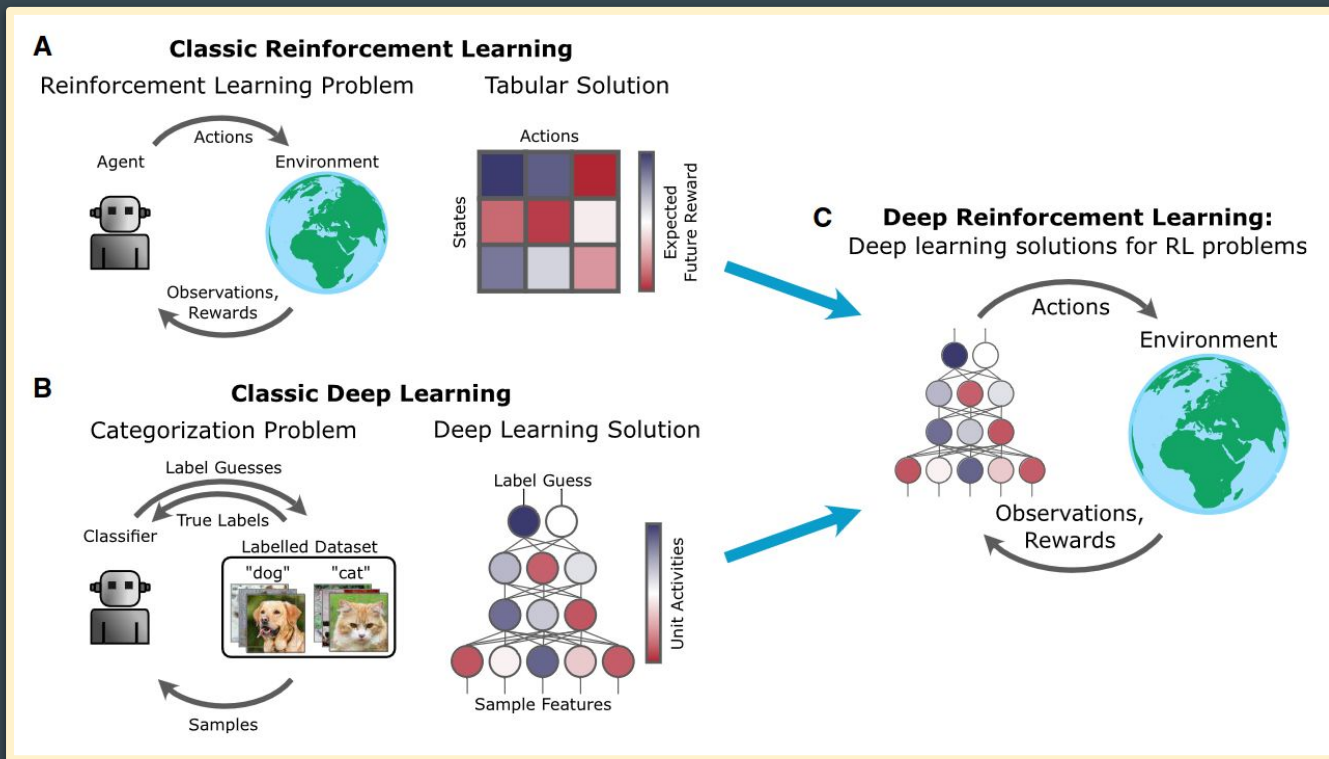 A
Classic Reinforcement Learning
Reinforcement Learning Problem
Actions
Agent
Environment
Observations,
Rewards
Tabular Solution
Actions
States
Expected
Future Reward
B
Classic Deep Learning
Categorization Problem
Label Guesses
True Labels
Classifier
Labelled Dataset
"dog"
"cat"
Samples
Deep Learning Solution
Label Guess
Unit Activities
Sample Features
C
Deep Reinforcement Learning:
Deep learning solutions for RL problems
Actions
Environment
Observations,
Rewards